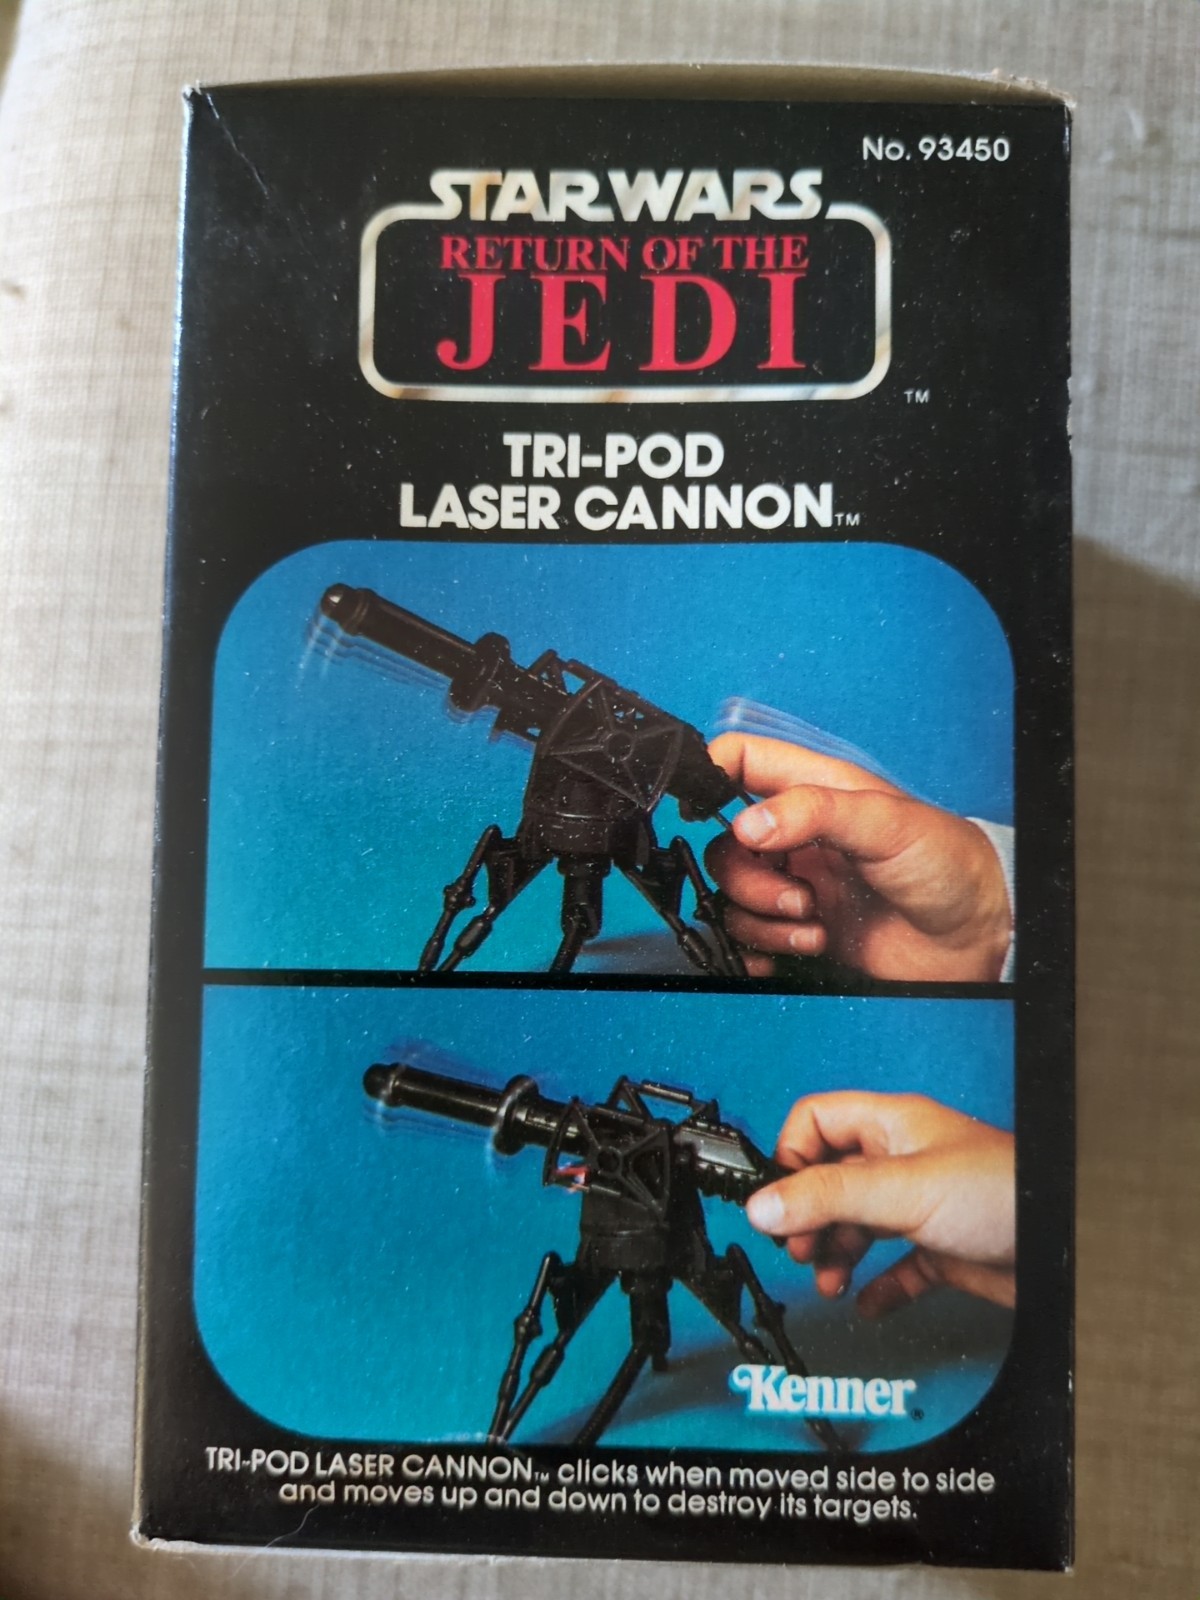 No. 93450
STAR WARS
RETURN OF THE
JEDI
TM
TRI-POD
LASER CANNON TM
Kenner ®
TRI-POD LASER CANNON TM clicks when moved side to side
and moves up and down to destroy its targets.